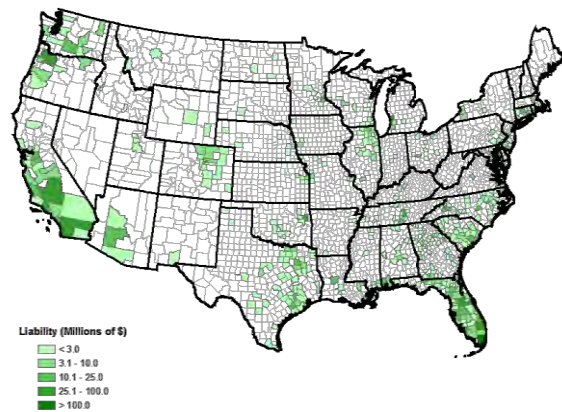 Liability (Millions of $)
< 3.0
3.1 - 10.0
10.1 - 25.0
25.1 - 100.0
> 100.0